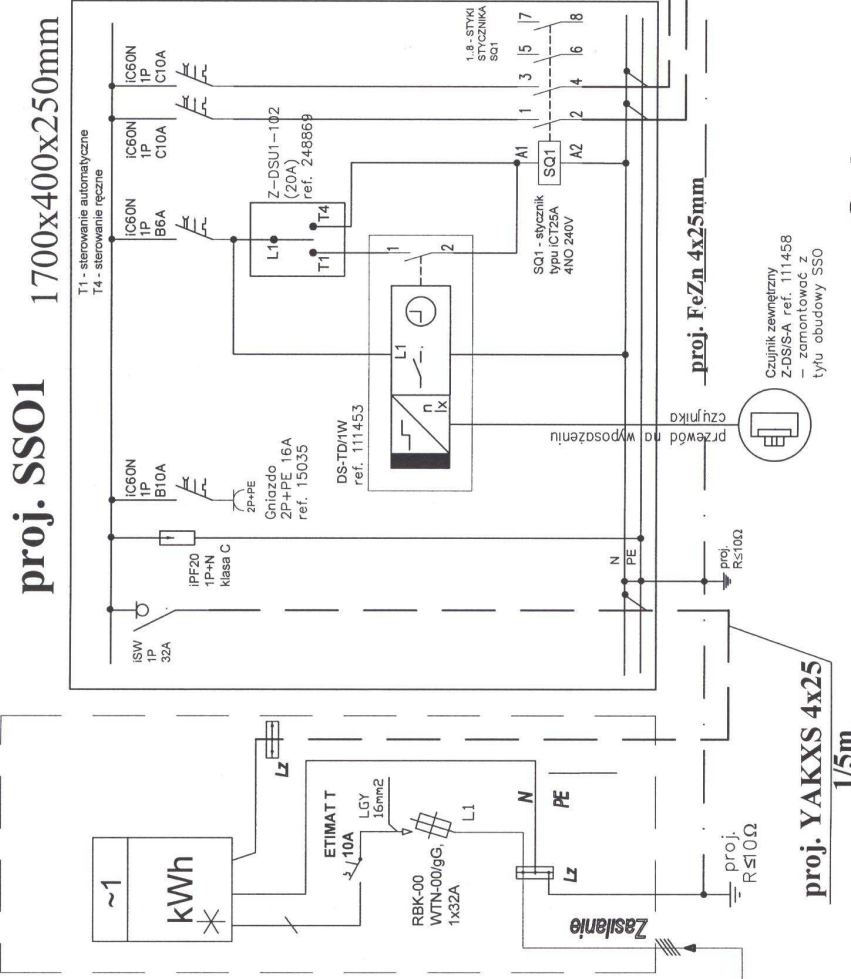 proj. SSO1
1700x400x250mm
T1 - sterowanie automatyczne
T4 - sterowanie ręczne
iSW
1P
32A
iPF20
1P+N
klasa C
iC60N
1P
B10A
2P+PE
Gniazdo
2P+PE 16A
ref. 15035
iC60N
1P
B6A
iC60N
1P
C10A
iC60N
1P
C10A
Z-DSU1-102
(20A)
ref. 248869
L1
T1
T4
DS-TD/1W
ref. 111453
n
lx
L1
1
2
1..8 - STYKI
STYCZNIKA
SQ1
1
3
5
7
2
4
6
8
A1
SQ1
A2
SQ1 - stycznik
typu iCT25A
4NO 240V
N
PE
proj.
R≤10Ω
proj. FeZn 4x25mm
przewód na wyposażeniu
czujnika
Czujnik zewnętrzny
Z-DS/S-A ref. 111458
– zamontować z
tyłu obudowy SSO
~1
kWh
Lz
ETIMAT T
10A
LGY
16mm2
RBK-00
WTN-00/gG,
1x32A
L1
N
PE
Lz
Zasilanie
proj.
R≤10Ω
proj. YAKXS 4x25
1/5m